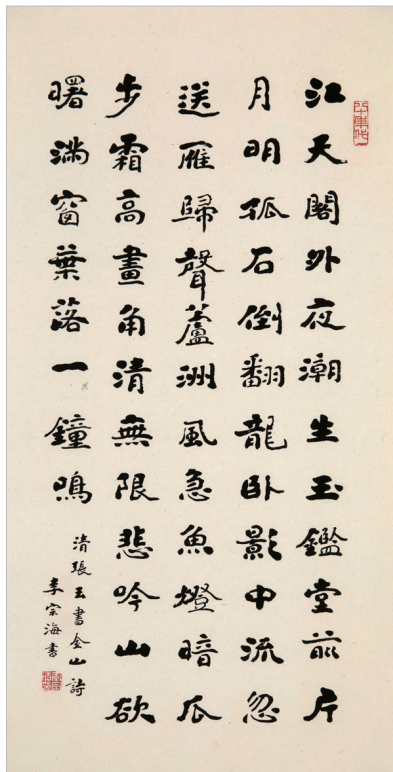 江天閣外夜潮生玉鑑堂前片
月明孤石倒翻龍臥影中流忽
送雁歸聲蘆洲風急魚燈暗瓜
步霜高畫角清無限悲吟山欲
曙滿窗葉落一鐘鳴
清張玉書金山詩
李宗海書